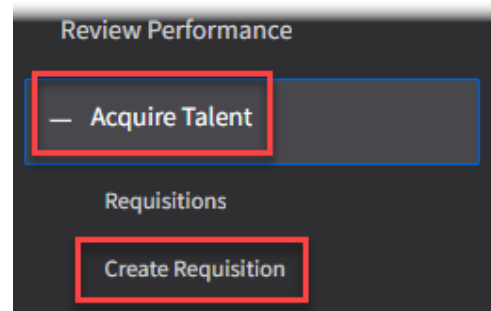 Review Performance
— Acquire Talent
Requisitions
Create Requisition